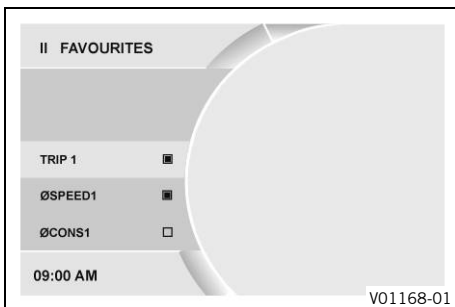 II FAVOURITES
TRIP 1
ØSPEED1
ØCONS1
09:00 AM
V01168-01